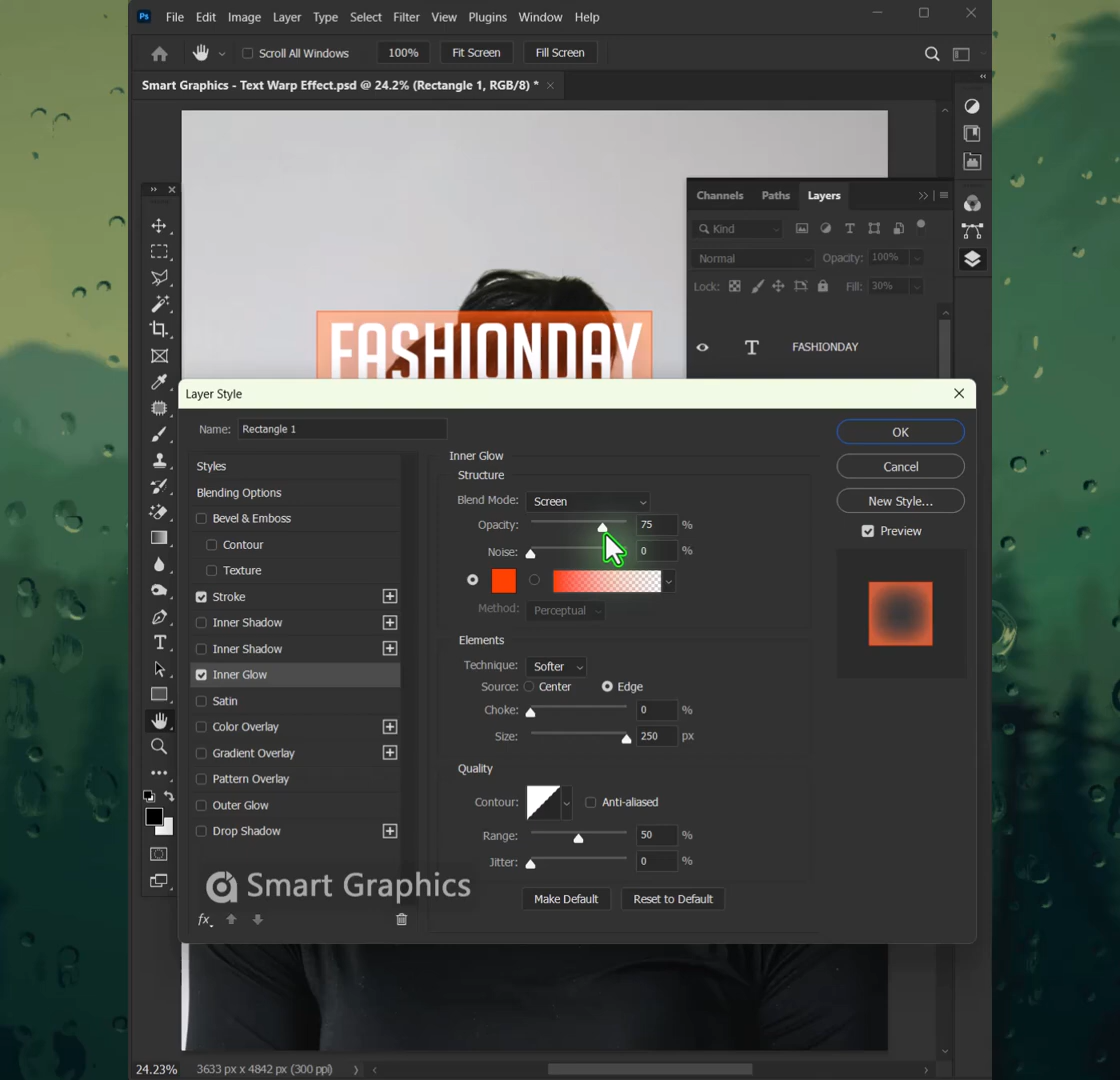 Ps File Edit Image Layer Type Select Filter View Plugins Window Help
Scroll All Windows 100% Fit Screen Fill Screen
Smart Graphics - Text Warp Effect.psd @ 24.2% (Rectangle 1, RGB/8) *
Channels Paths Layers
Kind
Normal Opacity: 100%
Lock: Fill: 30%
FASHIONDAY
T FASHIONDAY
Layer Style
Name: Rectangle 1
Styles
Blending Options
Bevel & Emboss
Contour
Texture
Stroke
Inner Shadow
Inner Shadow
Inner Glow
Satin
Color Overlay
Gradient Overlay
Pattern Overlay
Outer Glow
Drop Shadow
fx
Inner Glow
Structure
Blend Mode: Screen
Opacity: 75 %
Noise: 0 %
Method: Perceptual
Elements
Technique: Softer
Source: Center Edge
Choke: 0 %
Size: 250 px
Quality
Contour: Anti-aliased
Range: 50 %
Jitter: 0 %
Make Default Reset to Default
OK
Cancel
New Style...
Preview
Smart Graphics
24.23% 3633 px x 4842 px (300 ppi)